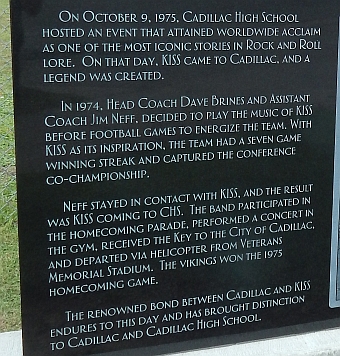 On October 9, 1975, Cadillac High School
hosted an event that attained worldwide acclaim
as one of the most iconic stories in Rock and Roll
lore. On that day, KISS came to Cadillac, and a
legend was created.
In 1974, Head Coach Dave Brines and Assistant
Coach Jim Neff, decided to play the music of KISS
before football games to energize the team. With
KISS as its inspiration, the team had a seven game
winning streak and captured the conference
co-championship.
Neff stayed in contact with KISS, and the result
was KISS coming to CHS. The band participated in
the homecoming parade, performed a concert in
the gym, received the Key to the City of Cadillac,
and departed via helicopter from Veterans
Memorial Stadium. The Vikings won the 1975
homecoming game.
The renowned bond between Cadillac and KISS
endures to this day and has brought distinction
to Cadillac and Cadillac High School.